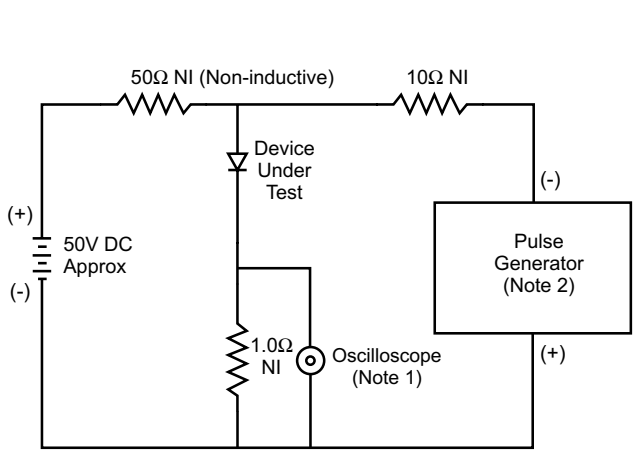 50Ω NI (Non-inductive)
10Ω NI
Device
Under
Test
(-)
(+)
50V DC
Approx
(-)
Pulse
Generator
(Note 2)
1.0Ω
NI
Oscilloscope
(Note 1)
(+)